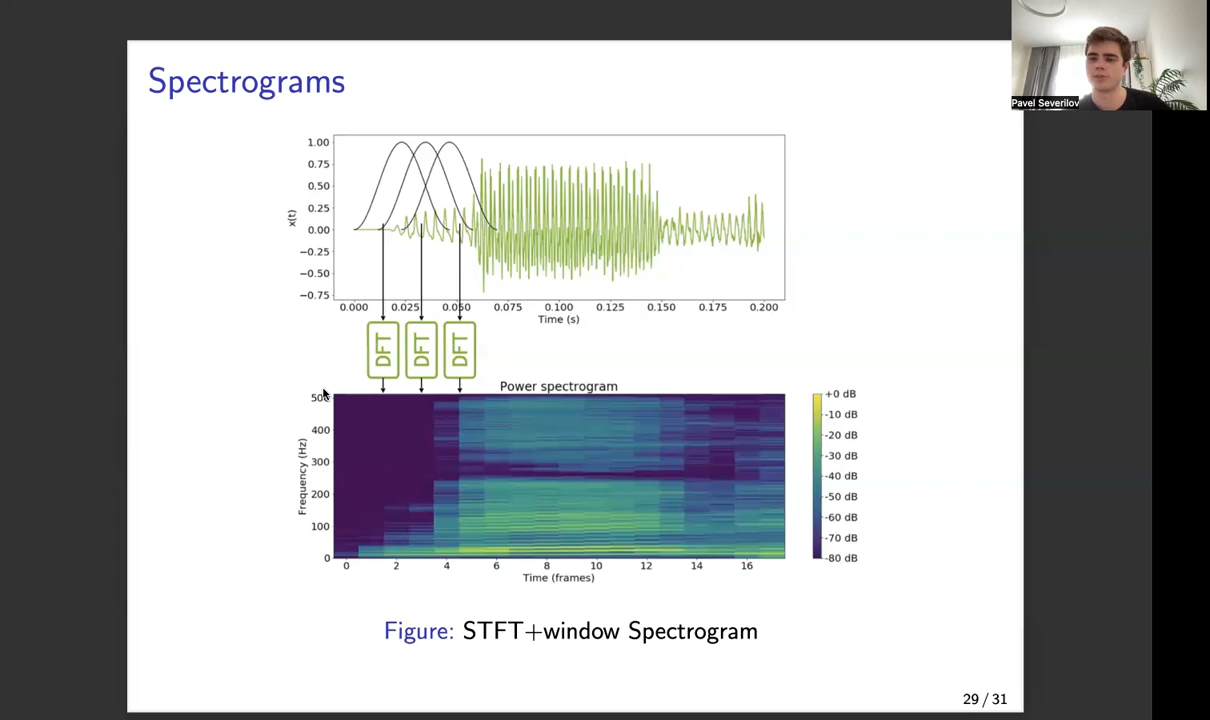 Pavel Severilov
Spectrograms
1.00
0.75
0.50
0.25
0.00
−0.25
−0.50
−0.75
x(t)
0.000 0.025 0.050 0.075 0.100 0.125 0.150 0.175 0.200
Time (s)
DFT DFT DFT
Power spectrogram
500
400
300
200
100
0
Frequency (Hz)
0 2 4 6 8 10 12 14 16
Time (frames)
+0 dB
-10 dB
-20 dB
-30 dB
-40 dB
-50 dB
-60 dB
-70 dB
-80 dB
Figure: STFT+window Spectrogram
29 / 31